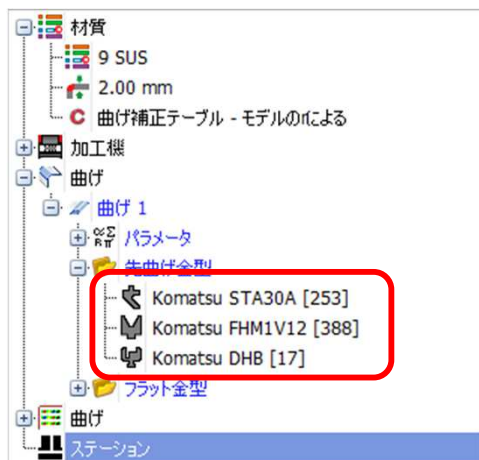 材質
9 SUS
2.00 mm
C 曲げ補正テーブル - モデルのrによる
加工機
曲げ
曲げ 1
パラメータ
先曲げ金型
Komatsu STA30A [253]
Komatsu FHM1V12 [388]
Komatsu DHB [17]
フラット金型
曲げ
ステーション